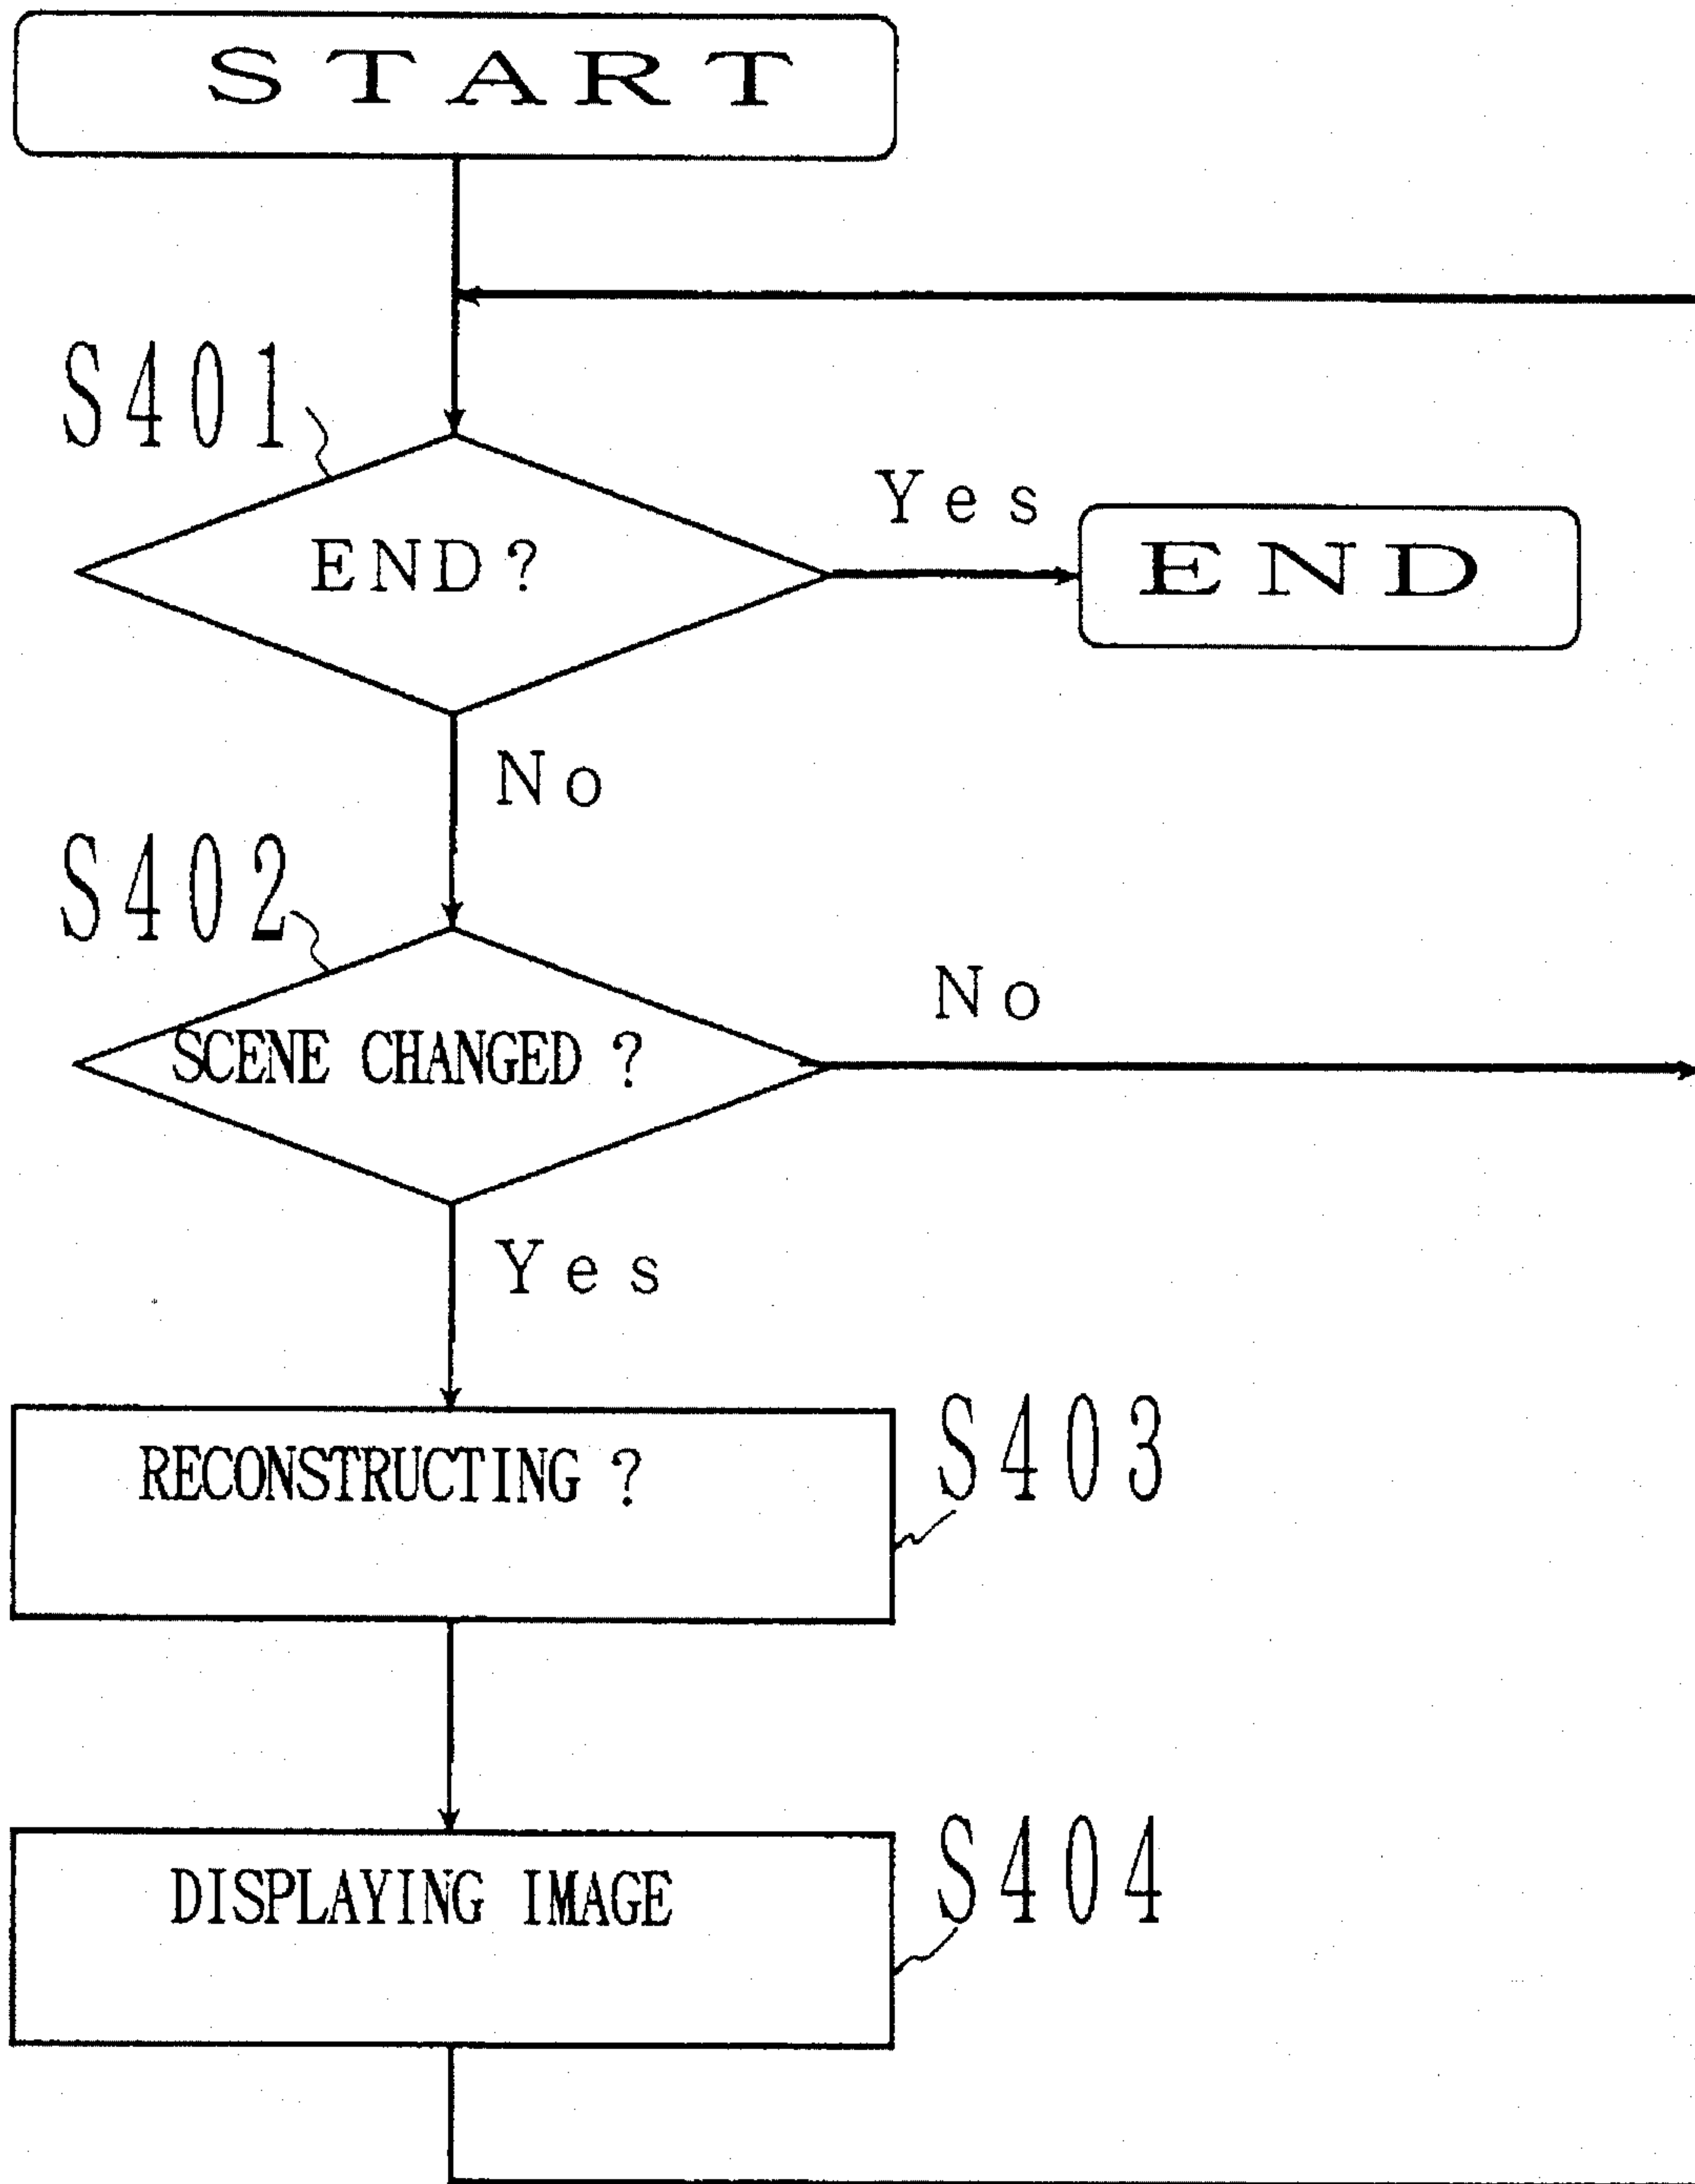 START
S401
Yes
END?
END
No
S402
No
SCENE CHANGED ?
Yes
RECONSTRUCTING ?
S403
DISPLAYING IMAGE
S404